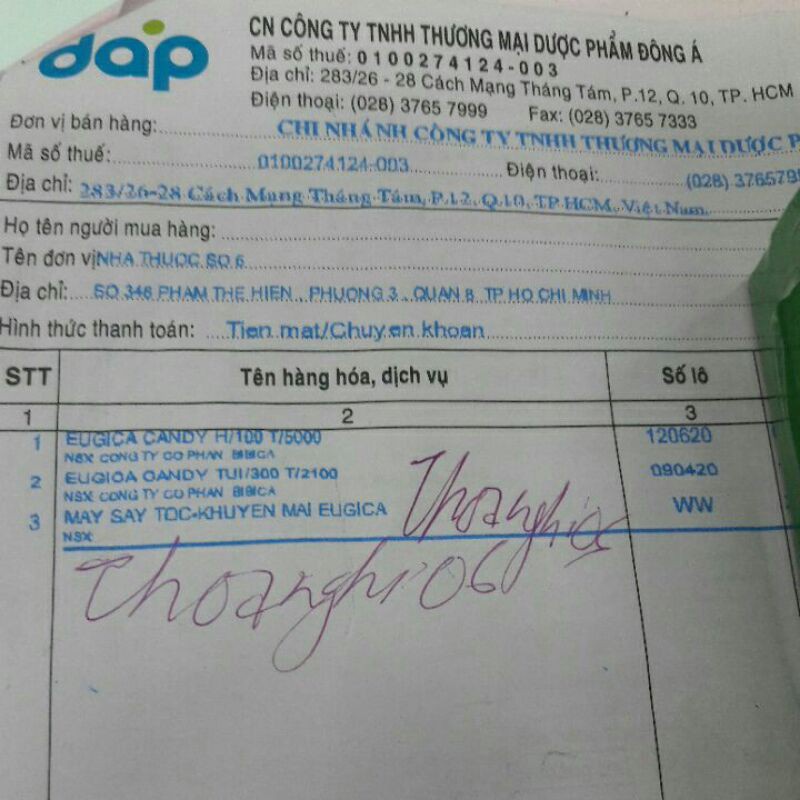 dap
CN CÔNG TY TNHH THƯƠNG MẠI DƯỢC PHẨM ĐÔNG Á
Mã số thuế: 0100274124-003
Địa chỉ: 283/26 - 28 Cách Mạng Tháng Tám, P.12, Q. 10, TP. HCM
Điện thoại: (028) 3765 7999 Fax: (028) 3765 7333
Đơn vị bán hàng: CHI NHÁNH CÔNG TY TNHH THƯƠNG MẠI DƯỢC P
Mã số thuế: 0100274124-003 Điện thoại: (028) 376579
Địa chỉ: 283/26-28 Cách Mạng Tháng Tám, P.12, Q.10, TP.HCM, Việt Nam.
Họ tên người mua hàng:
Tên đơn vị NHA THUOC SO 6
Địa chỉ: SO 346 PHAM THE HIEN , PHUONG 3 , QUAN 8 TP HO CHI MINH
Hình thức thanh toán: Tien mat/Chuyen khoan
STT Tên hàng hóa, dịch vụ Số lô
1 2 3
1 EUGICA CANDY H/100 T/5000 120620
NSX CONG TY CO PHAN BIBICA
2 EUGICA CANDY TUI/300 T/2100 090420
NSX CONG TY CO PHAN BIBICA
3 MAY SAY TOC-KHUYEN MAI EUGICA WW
NSX